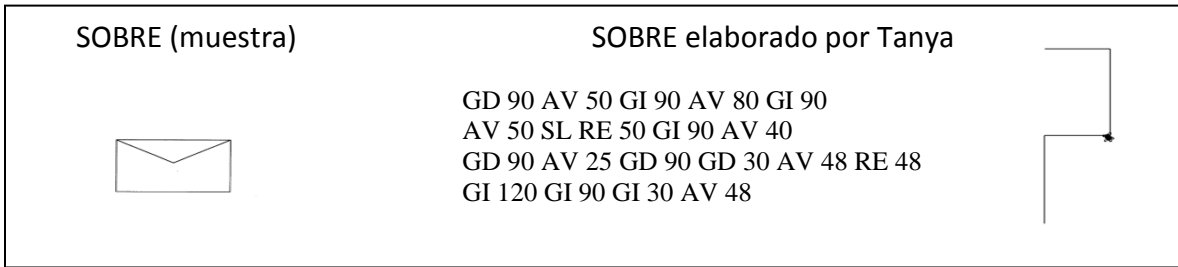 SOBRE (muestra)
SOBRE elaborado por Tanya
GD 90 AV 50 GI 90 AV 80 GI 90
AV 50 SL RE 50 GI 90 AV 40
GD 90 AV 25 GD 90 GD 30 AV 48 RE 48
GI 120 GI 90 GI 30 AV 48